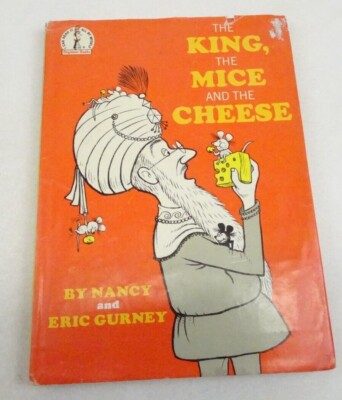 THE
KING,
THE
MICE
AND THE
CHEESE
BY NANCY
and
ERIC GURNEY